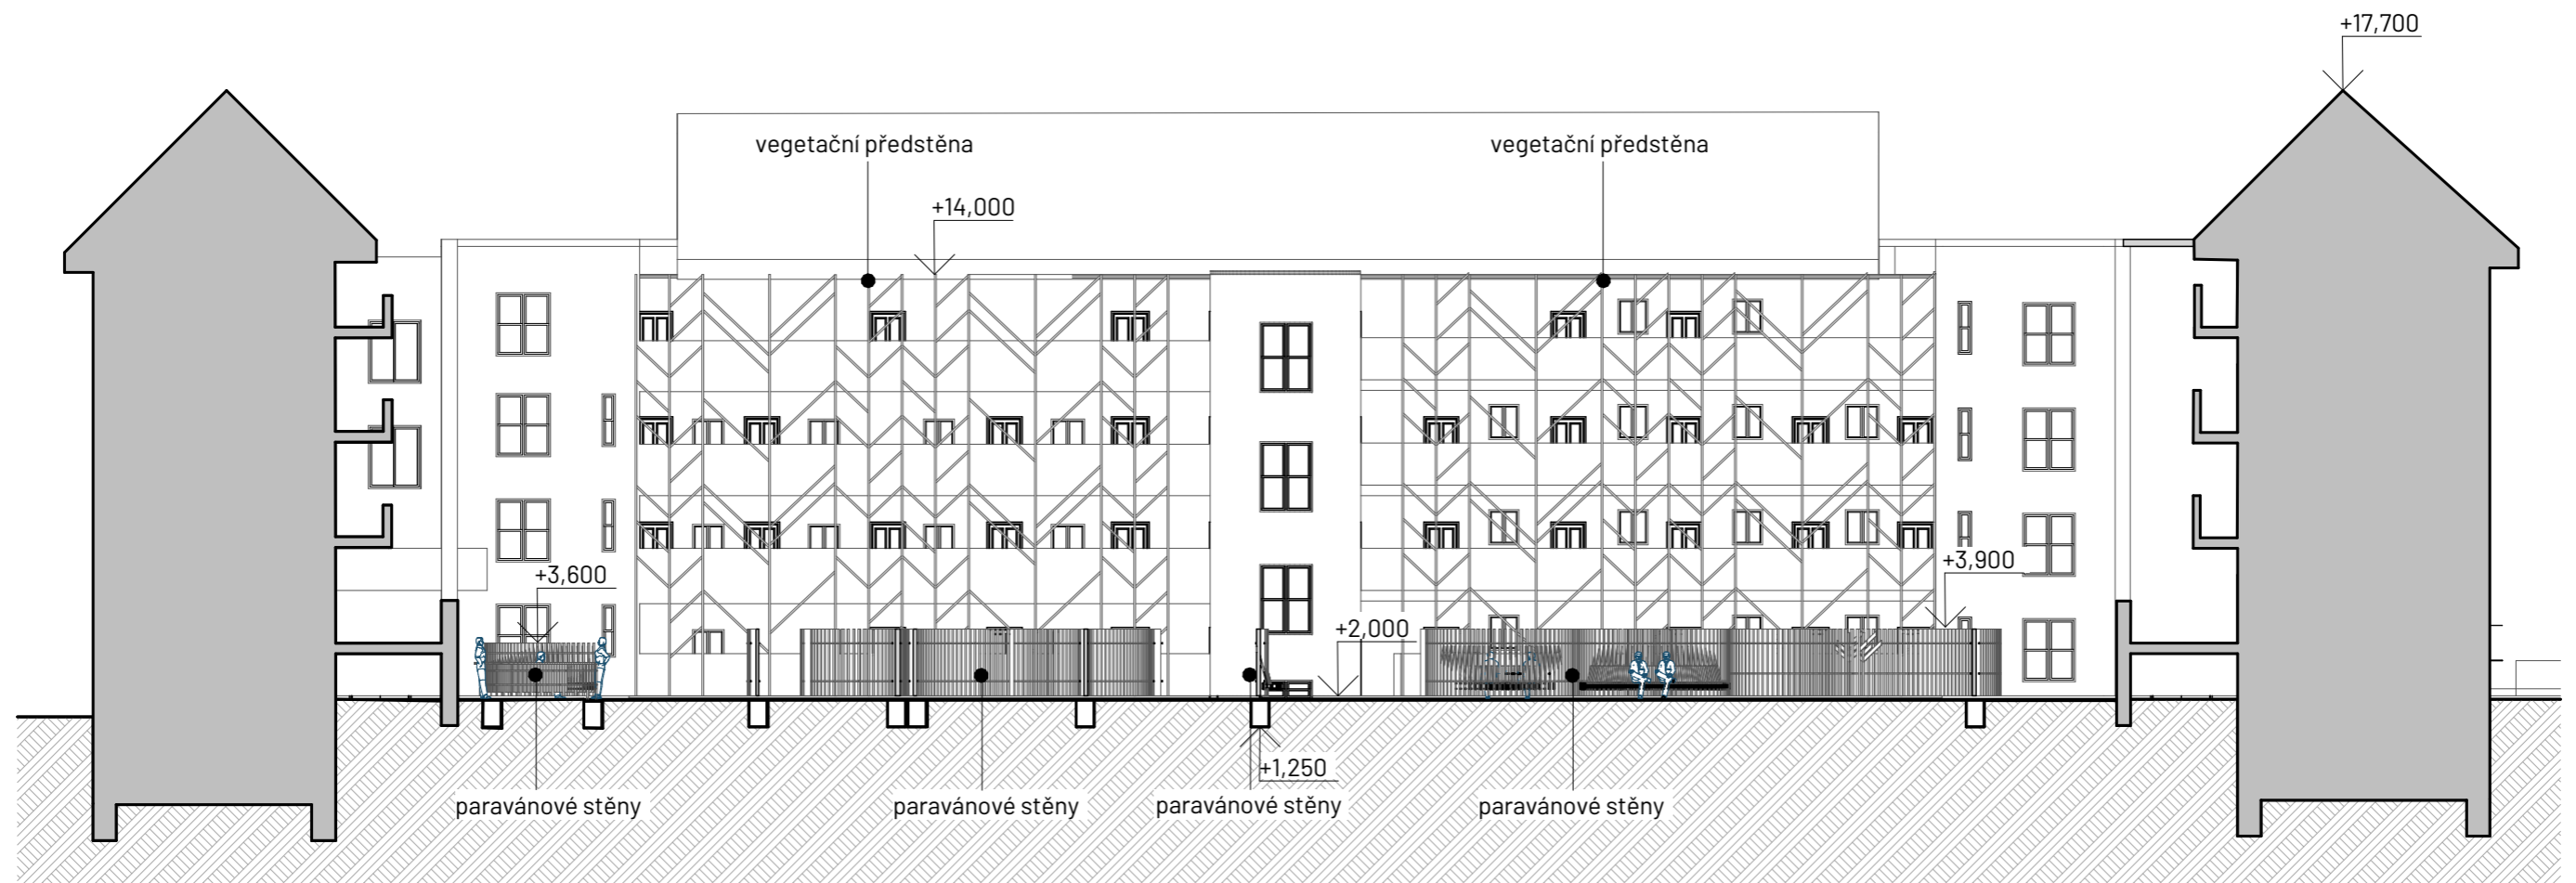 +17,700
vegetační předstěna
vegetační předstěna
+14,000
+3,600
+3,900
+2,000
+1,250
paravánové stěny
paravánové stěny
paravánové stěny
paravánové stěny